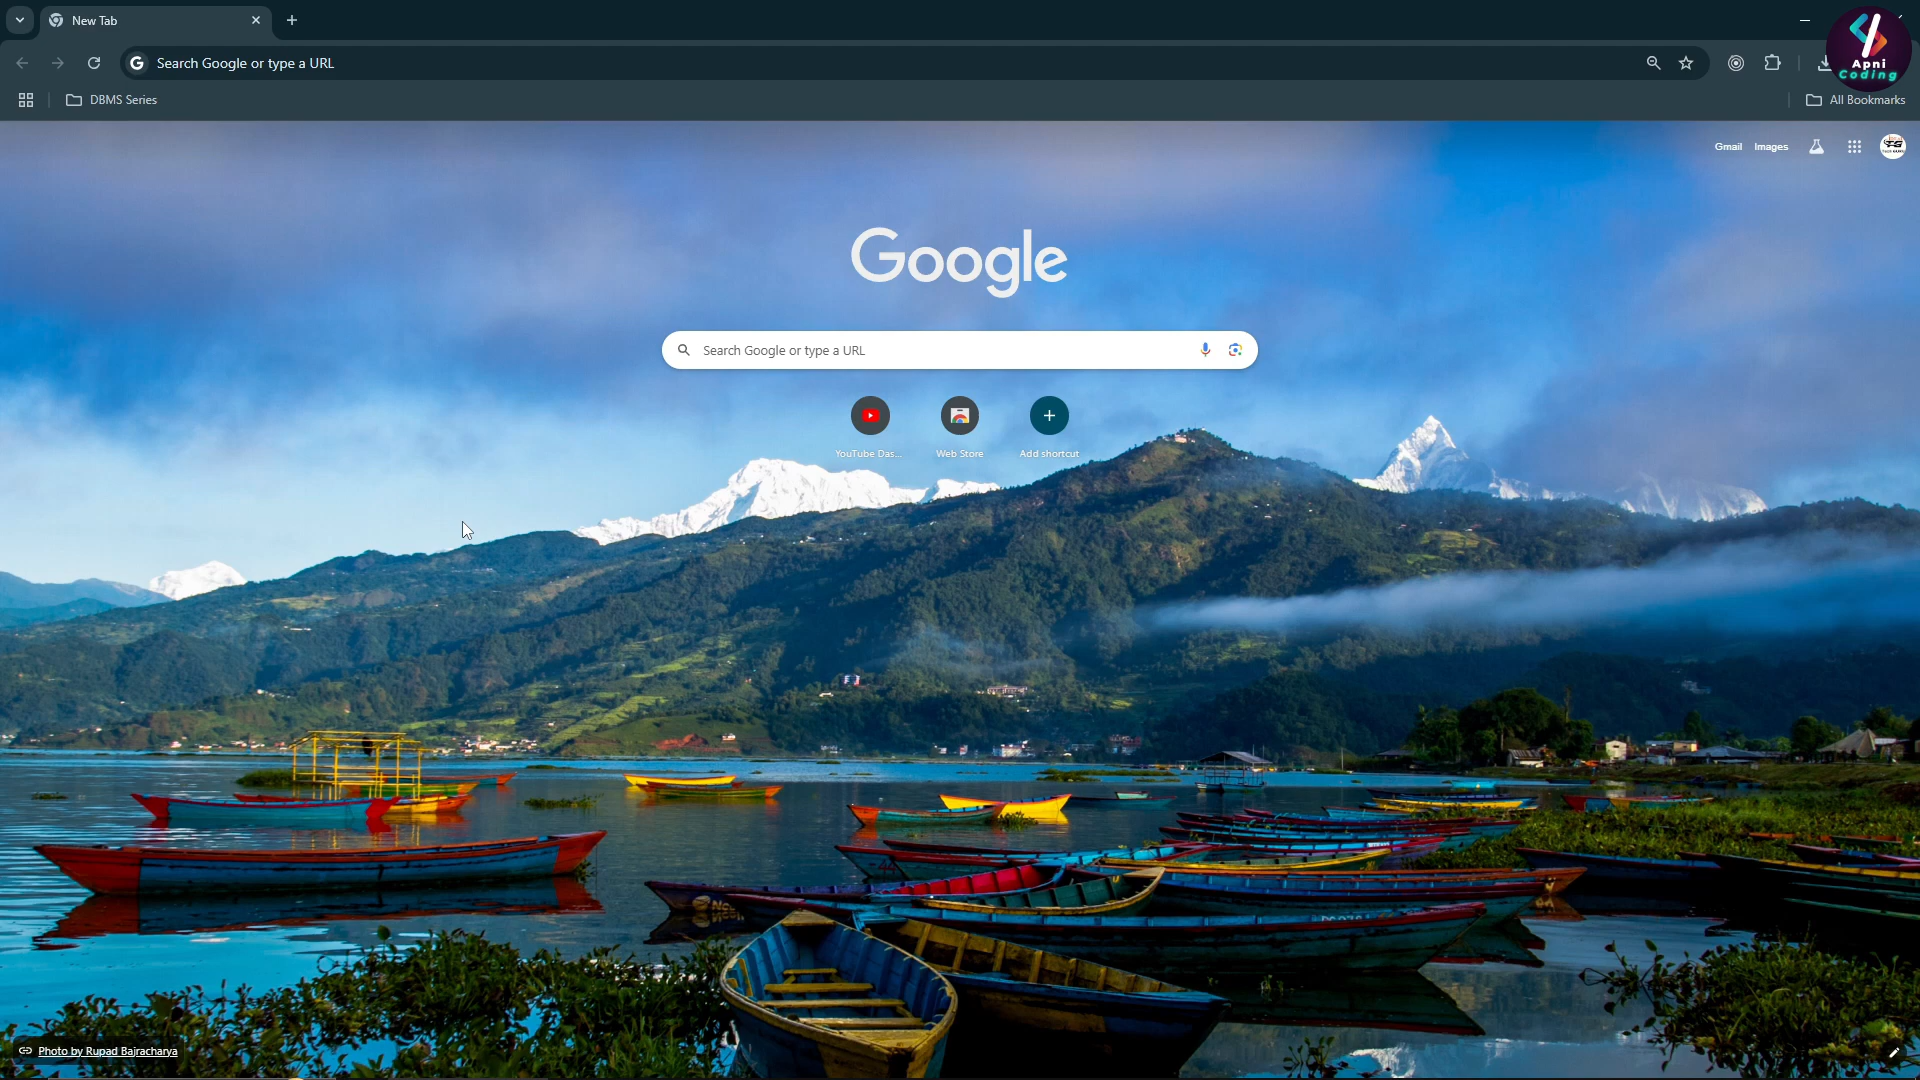 New Tab
Search Google or type a URL
Apni
Coding
DBMS Series
All Bookmarks
Gmail
Images
Google
Search Google or type a URL
YouTube Das...
Web Store
Add shortcut
Photo by Rupad Bajracharya